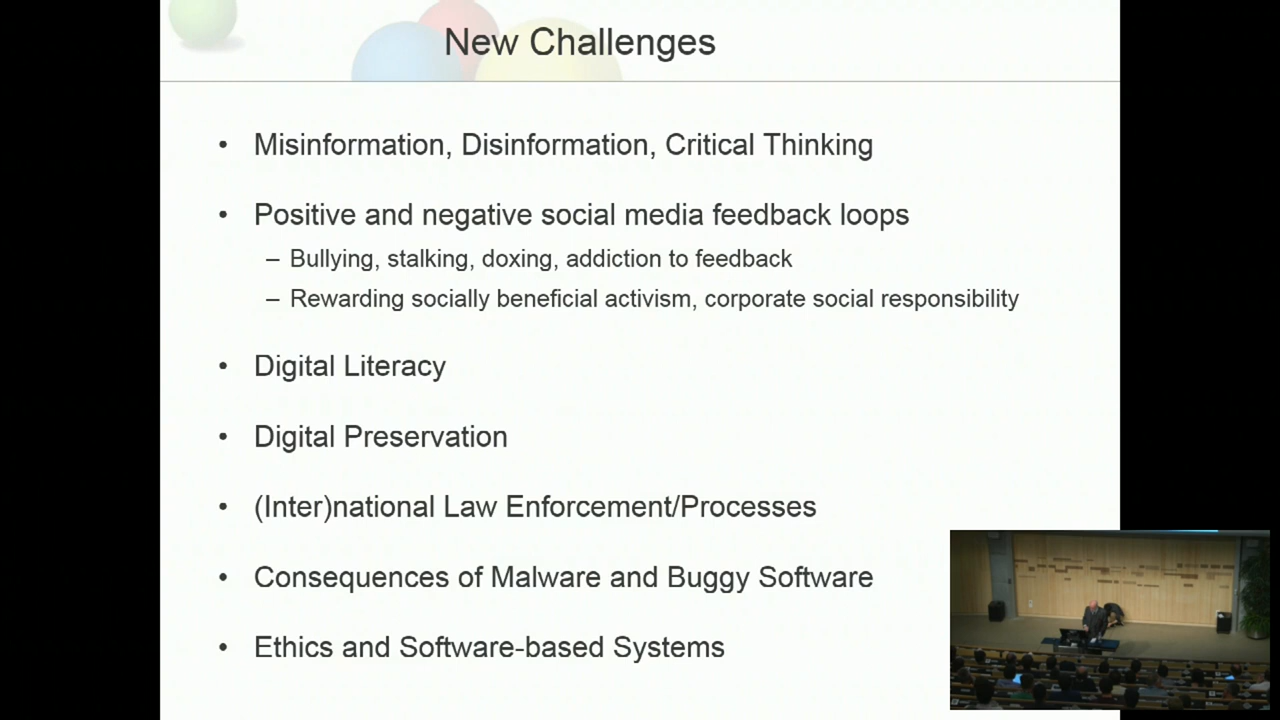 New Challenges
• Misinformation, Disinformation, Critical Thinking
• Positive and negative social media feedback loops
– Bullying, stalking, doxing, addiction to feedback
– Rewarding socially beneficial activism, corporate social responsibility
• Digital Literacy
• Digital Preservation
• (Inter)national Law Enforcement/Processes
• Consequences of Malware and Buggy Software
• Ethics and Software-based Systems